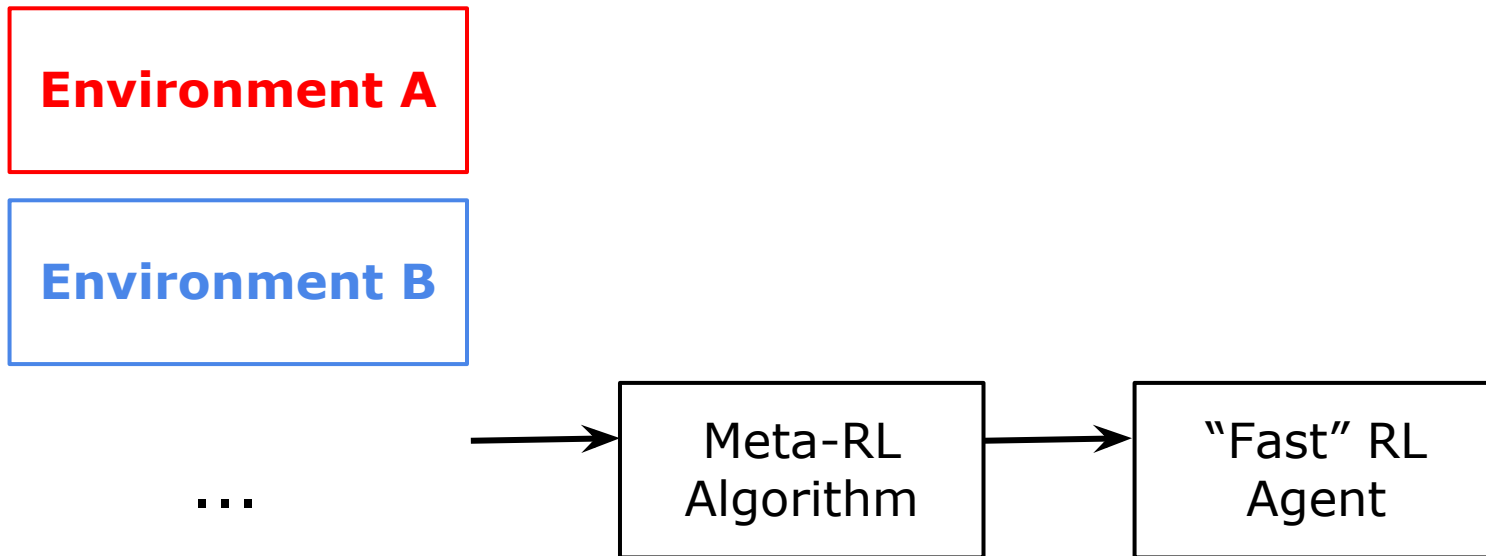 Environment A
Environment B
...
Meta-RL
Algorithm
“Fast” RL
Agent